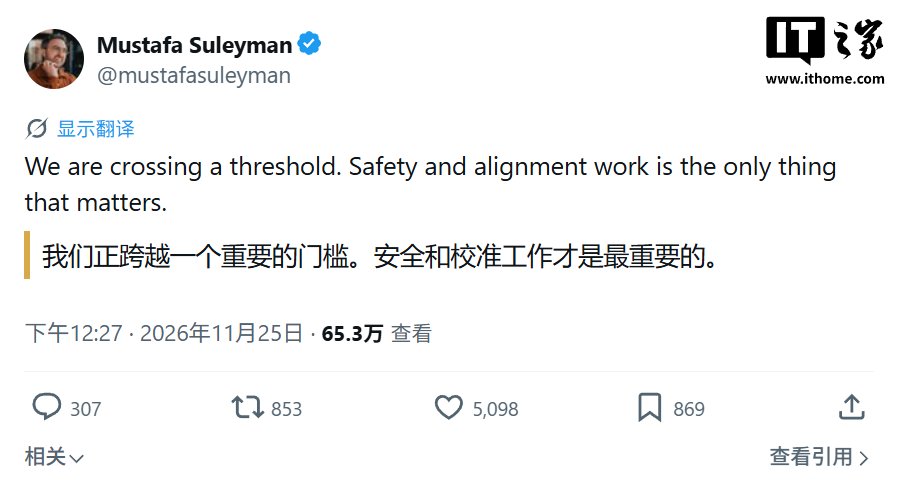 Mustafa Suleyman
@mustafasuleyman
IT之家
www.ithome.com
显示翻译
We are crossing a threshold. Safety and alignment work is the only thing
that matters.
我们正跨越一个重要的门槛。安全和校准工作才是最重要的。
下午12:27 · 2026年11月25日 · 65.3万 查看
307 853 5,098 869
相关
查看引用